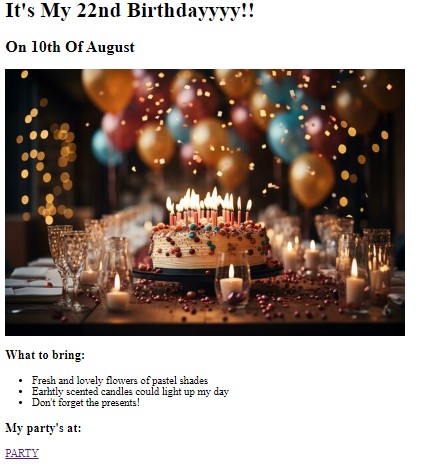 It's My 22nd Birthdayyyy!!
On 10th Of August
What to bring:
Fresh and lovely flowers of pastel shades
Earhtly scented candles could light up my day
Don't forget the presents!
My party's at:
PARTY